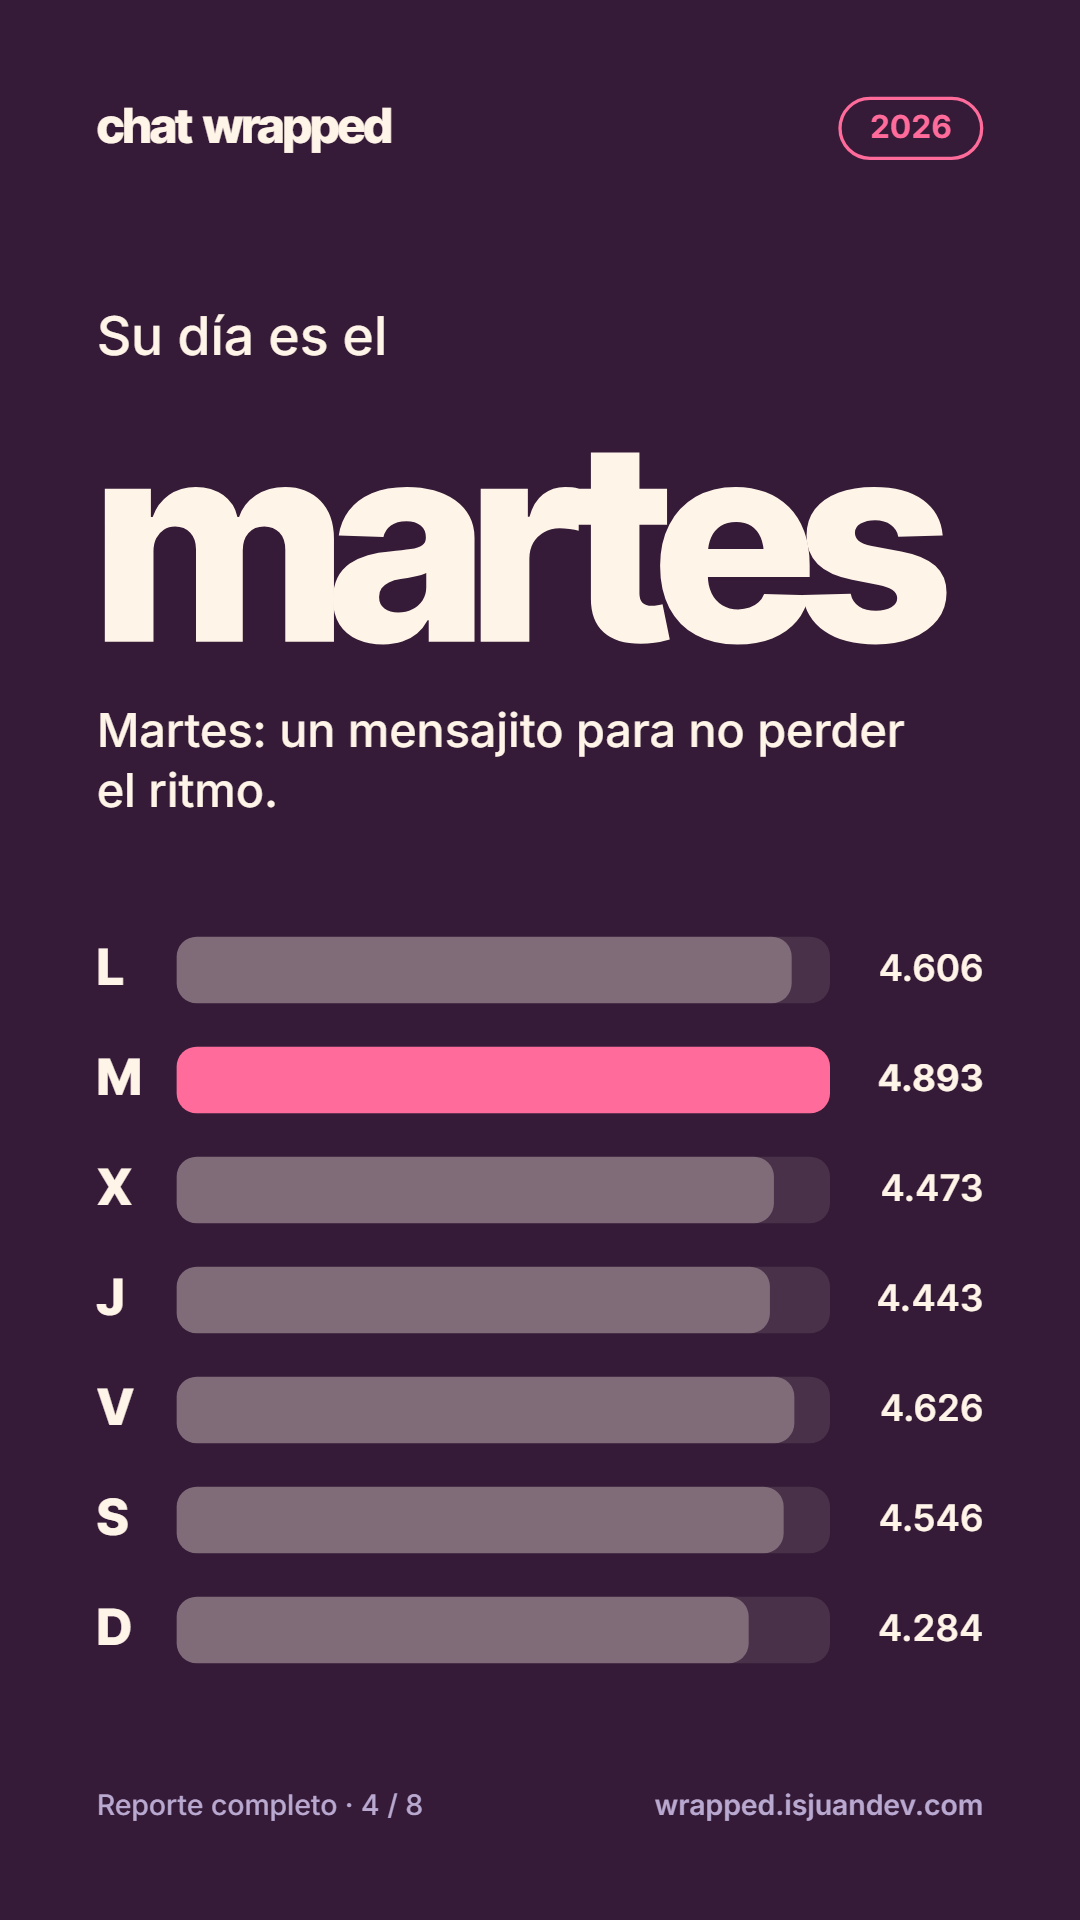 chat wrapped
2026
Su día es el
martes
Martes: un mensajito para no perder
el ritmo.
L 4.606
M 4.893
X 4.473
J 4.443
V 4.626
S 4.546
D 4.284
Reporte completo · 4 / 8
wrapped.isjuandev.com